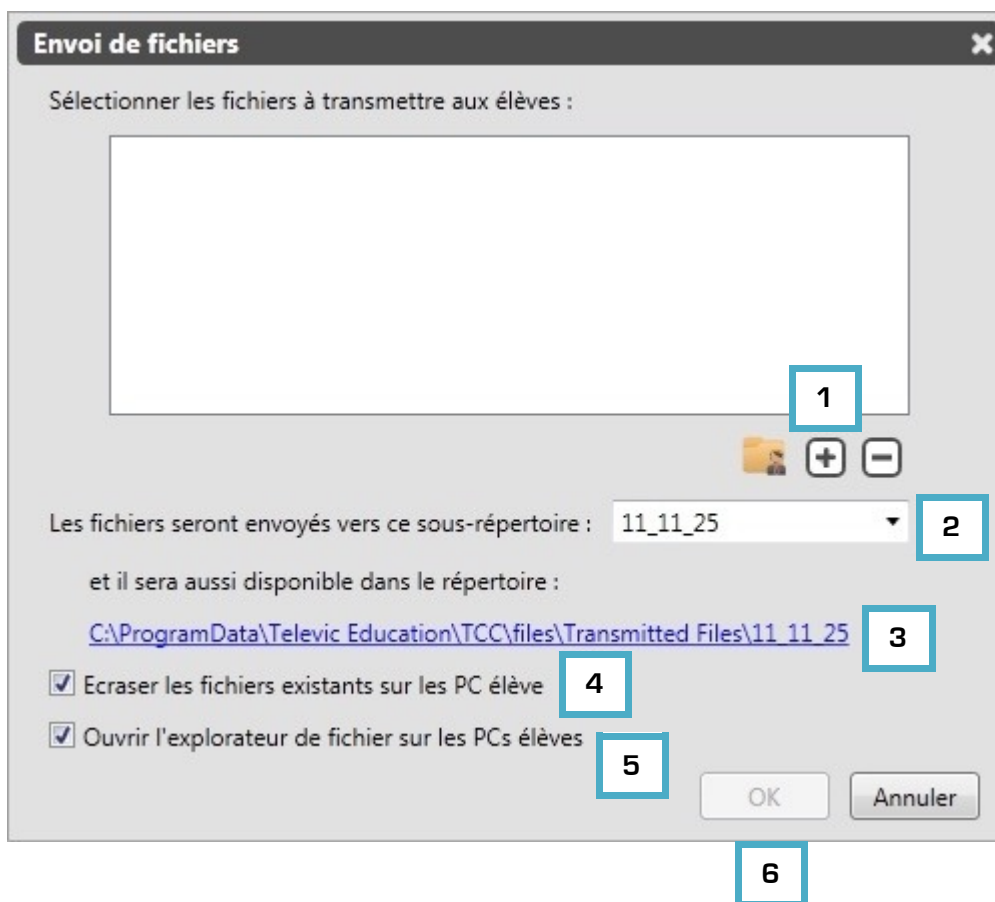 Envoi de fichiers
Sélectionner les fichiers à transmettre aux élèves :
1
Les fichiers seront envoyés vers ce sous-répertoire : 11_11_25 2
et il sera aussi disponible dans le répertoire :
C:\ProgramData\Televic Education\TCC\files\Transmitted Files\11_11_25 3
Ecraser les fichiers existants sur les PC élève 4
Ouvrir l'explorateur de fichier sur les PCs élèves
5
OK Annuler
6